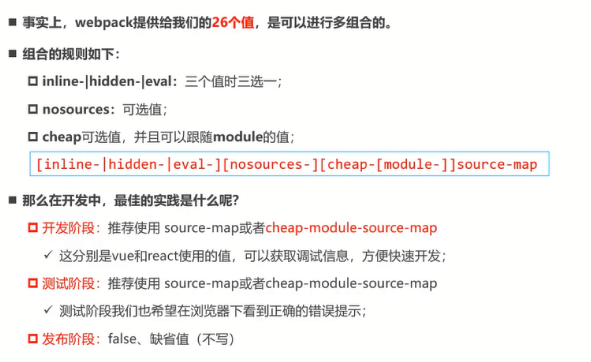 事实上，webpack提供给我们的26个值，是可以进行多组合的。
组合的规则如下：
inline-|hidden-|eval：三个值时三选一；
nosources：可选值；
cheap可选值，并且可以跟随module的值；
[inline-|hidden-|eval-][nosources-][cheap-[module-]]source-map
那么在开发中，最佳的实践是什么呢？
开发阶段：推荐使用 source-map或者cheap-module-source-map
✓ 这分别是vue和react使用的值，可以获取调试信息，方便快速开发；
测试阶段：推荐使用 source-map或者cheap-module-source-map
✓ 测试阶段我们也希望在浏览器下看到正确的错误提示；
发布阶段：false、缺省值（不写）